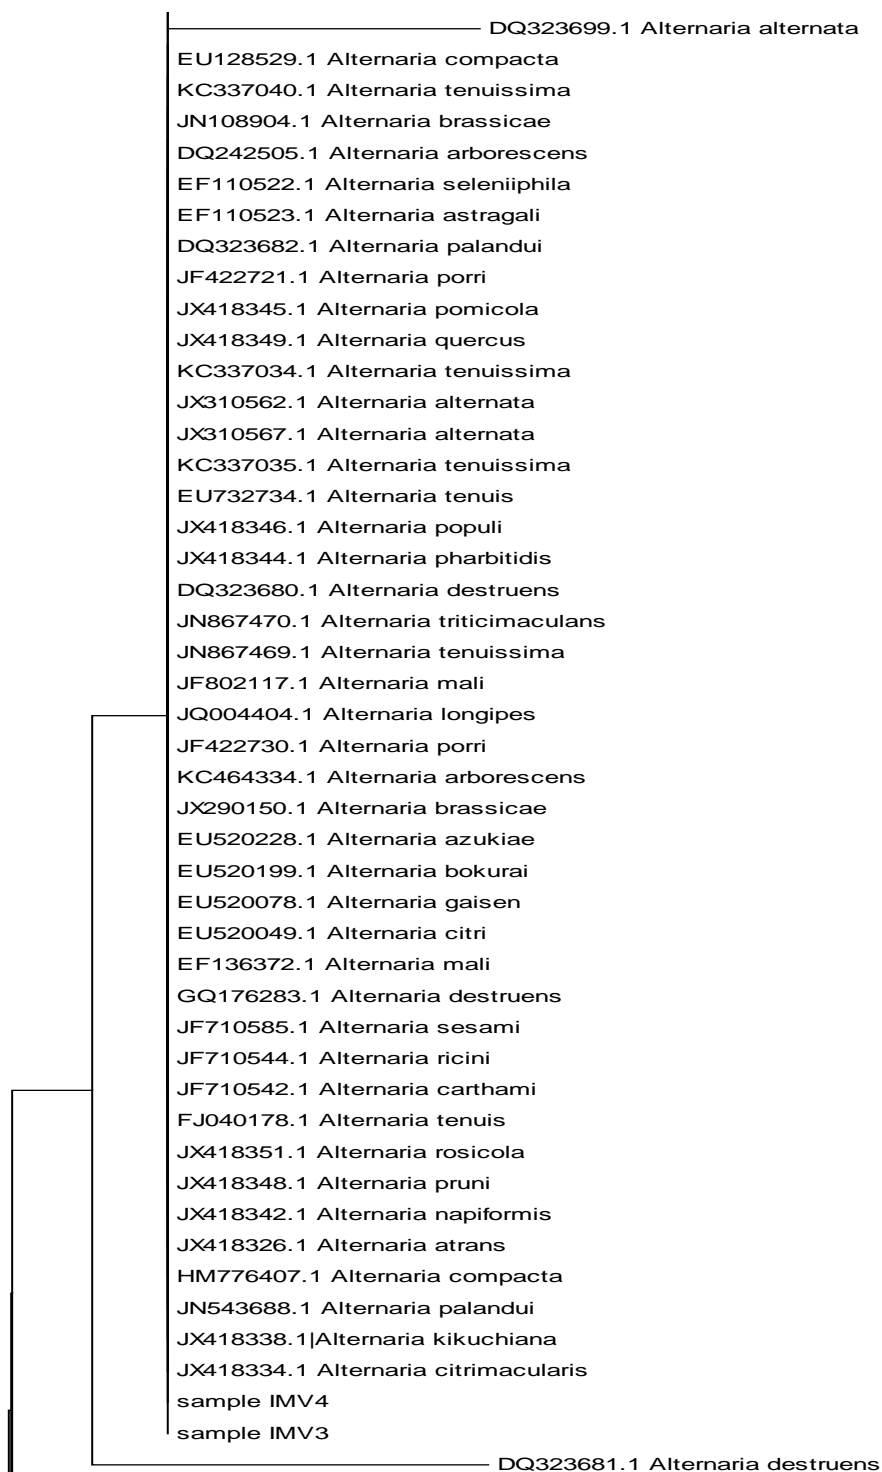 DQ323699.1 Alternaria alternata
EU128529.1 Alternaria compacta
KC337040.1 Alternaria tenuissima
JN108904.1 Alternaria brassicae
DQ242505.1 Alternaria arborescens
EF110522.1 Alternaria seleniiphila
EF110523.1 Alternaria astragali
DQ323682.1 Alternaria palandui
JF422721.1 Alternaria porri
JX418345.1 Alternaria pomicola
JX418349.1 Alternaria quercus
KC337034.1 Alternaria tenuissima
JX310562.1 Alternaria alternata
JX310567.1 Alternaria alternata
KC337035.1 Alternaria tenuissima
EU732734.1 Alternaria tenuis
JX418346.1 Alternaria populi
JX418344.1 Alternaria pharbitidis
DQ323680.1 Alternaria destruens
JN867470.1 Alternaria triticimaculans
JN867469.1 Alternaria tenuissima
JF802117.1 Alternaria mali
JQ004404.1 Alternaria longipes
JF422730.1 Alternaria porri
KC464334.1 Alternaria arborescens
JX290150.1 Alternaria brassicae
EU520228.1 Alternaria azukiae
EU520199.1 Alternaria bokurai
EU520078.1 Alternaria gaisen
EU520049.1 Alternaria citri
EF136372.1 Alternaria mali
GQ176283.1 Alternaria destruens
JF710585.1 Alternaria sesami
JF710544.1 Alternaria ricini
JF710542.1 Alternaria carthami
FJ040178.1 Alternaria tenuis
JX418351.1 Alternaria rosicola
JX418348.1 Alternaria pruni
JX418342.1 Alternaria napiformis
JX418326.1 Alternaria atrans
HM776407.1 Alternaria compacta
JN543688.1 Alternaria palandui
JX418338.1|Alternaria kikuchiana
JX418334.1 Alternaria citrimacularis
sample IMV4
sample IMV3
DQ323681.1 Alternaria destruens